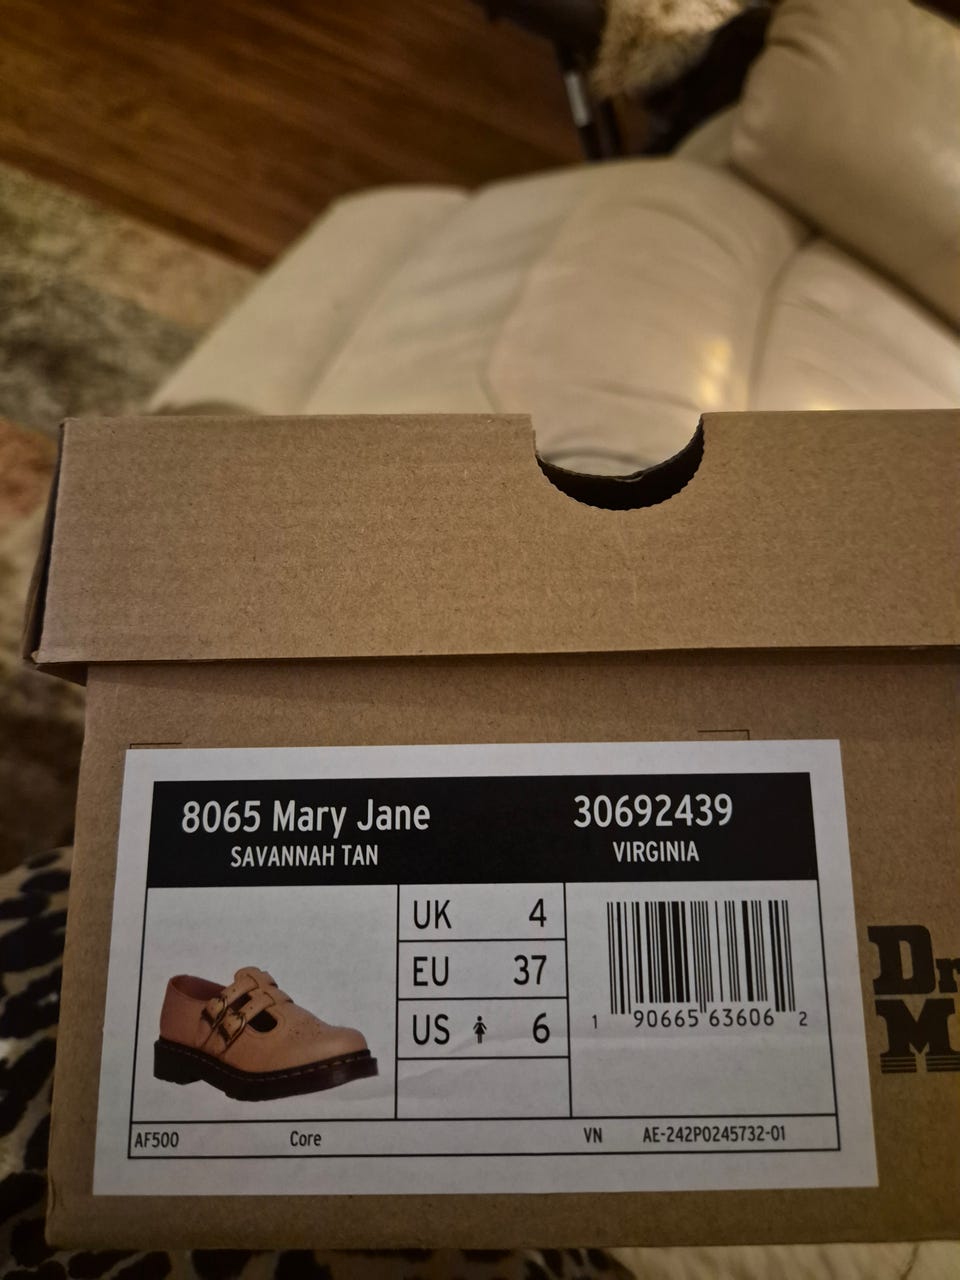 8065 Mary Jane
SAVANNAH TAN
30692439
VIRGINIA
UK 4
EU 37
US 6
1 90665 63606 2
Dr
M
AF500 Core VN AE-242P0245732-01